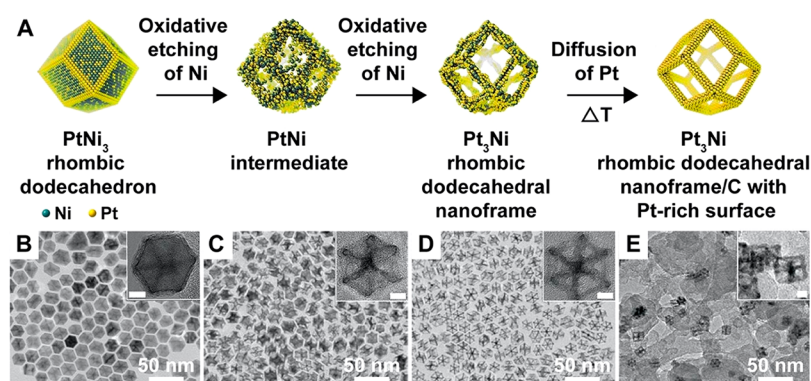 A
Oxidative
etching
of Ni
Oxidative
etching
of Ni
Diffusion
of Pt
△T
PtNi₃
rhombic
dodecahedron
PtNi
intermediate
Pt₃Ni
rhombic
dodecahedral
nanoframe
Pt₃Ni
rhombic dodecahedral
nanoframe/C with
Pt-rich surface
Ni Pt
B
50 nm
C
50 nm
D
50 nm
E
50 nm